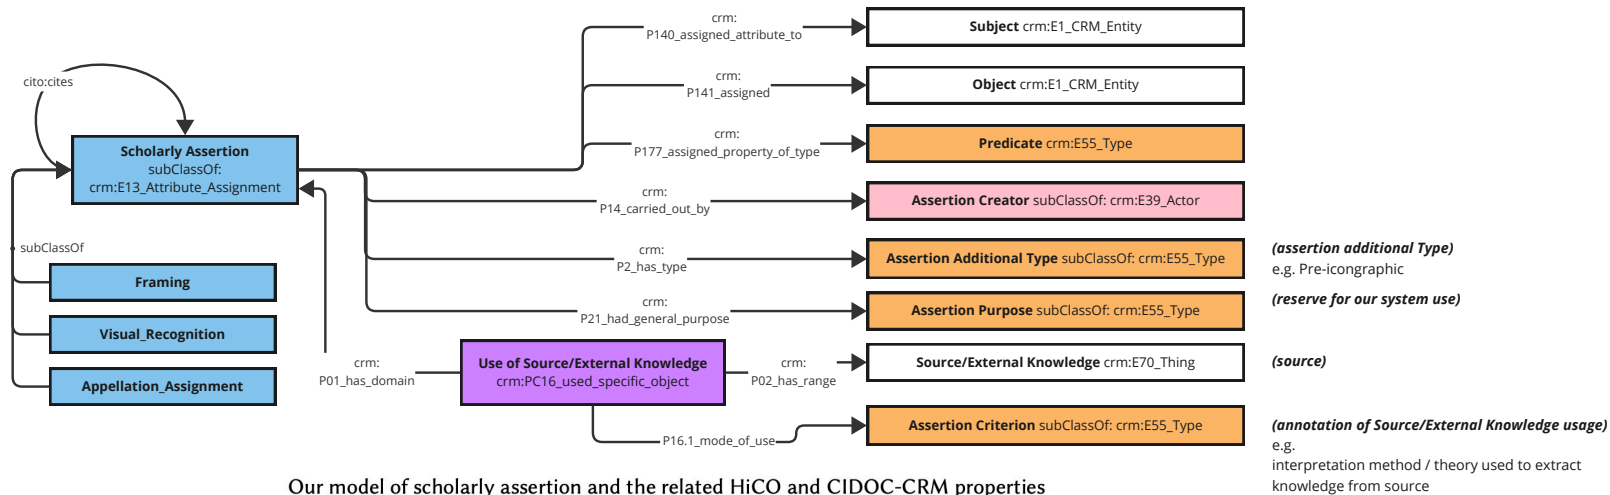 crm:
P140_assigned_attribute_to
Subject crm:E1_CRM_Entity
cito:cites
crm:
P141_assigned
Object crm:E1_CRM_Entity
Scholarly Assertion
subClassOf:
crm:E13_Attribute_Assignment
crm:
P177_assigned_property_of_type
Predicate crm:E55_Type
crm:
P14_carried_out_by
Assertion Creator subClassOf: crm:E39_Actor
subClassOf
crm:
P2_has_type
Assertion Additional Type subClassOf: crm:E55_Type
(assertion additional Type)
e.g. Pre-icongraphic
Framing
crm:
P21_had_general_purpose
Assertion Purpose subClassOf: crm:E55_Type
(reserve for our system use)
Visual_Recognition
crm:
P01_has_domain
Use of Source/External Knowledge
crm:PC16_used_specific_object
crm:
P02_has_range
Source/External Knowledge crm:E70_Thing
(source)
Appellation_Assignment
P16.1_mode_of_use
Assertion Criterion subClassOf: crm:E55_Type
(annotation of Source/External Knowledge usage)
e.g.
interpretation method / theory used to extract
knowledge from source
Our model of scholarly assertion and the related HiCO and CIDOC-CRM properties